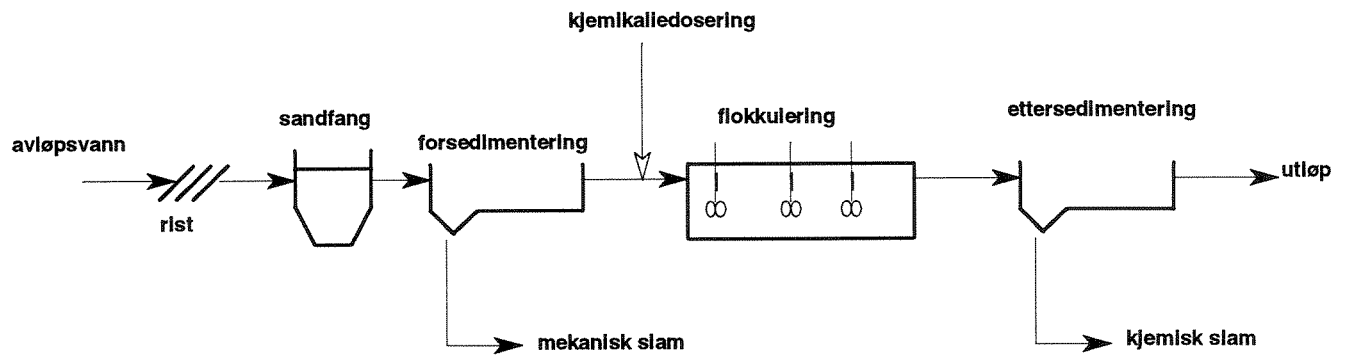 kjemikaliedosering
sandfang
flokkulering
ettersedimentering
avløpsvann
forsedimentering
utløp
rist
mekanisk slam
kjemisk slam